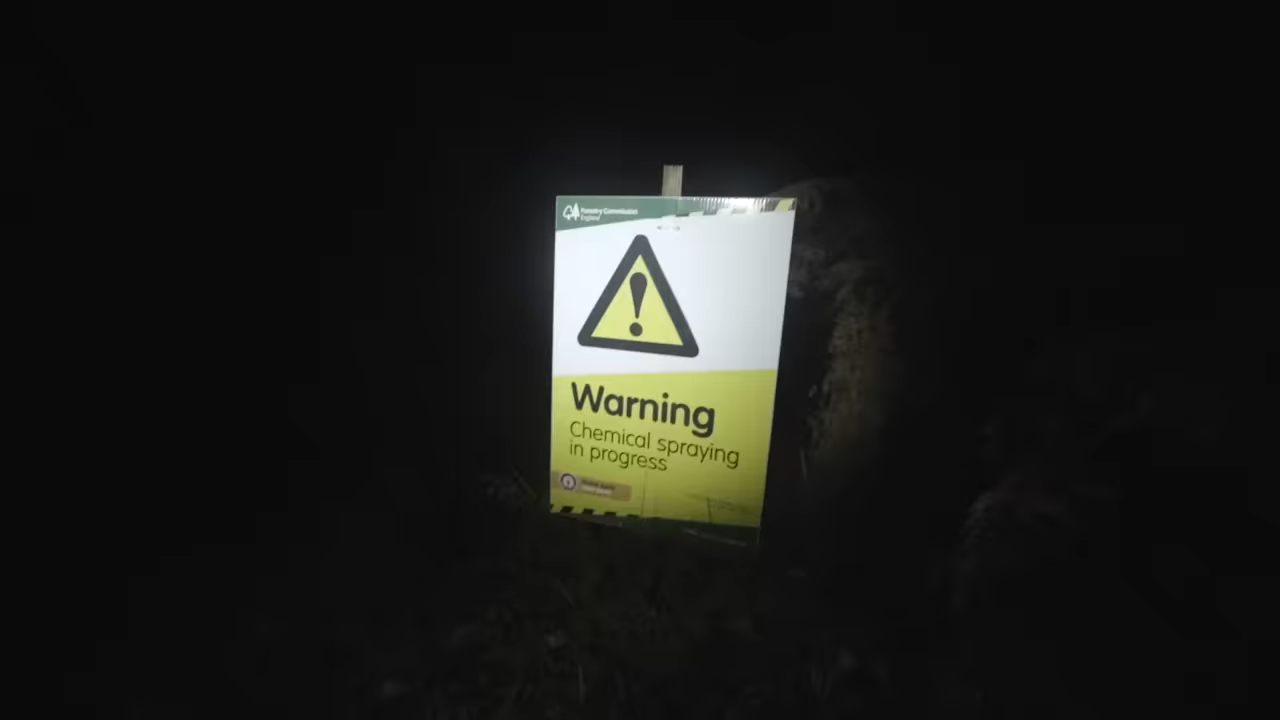 Forestry Commission
England
Warning
Chemical spraying
in progress